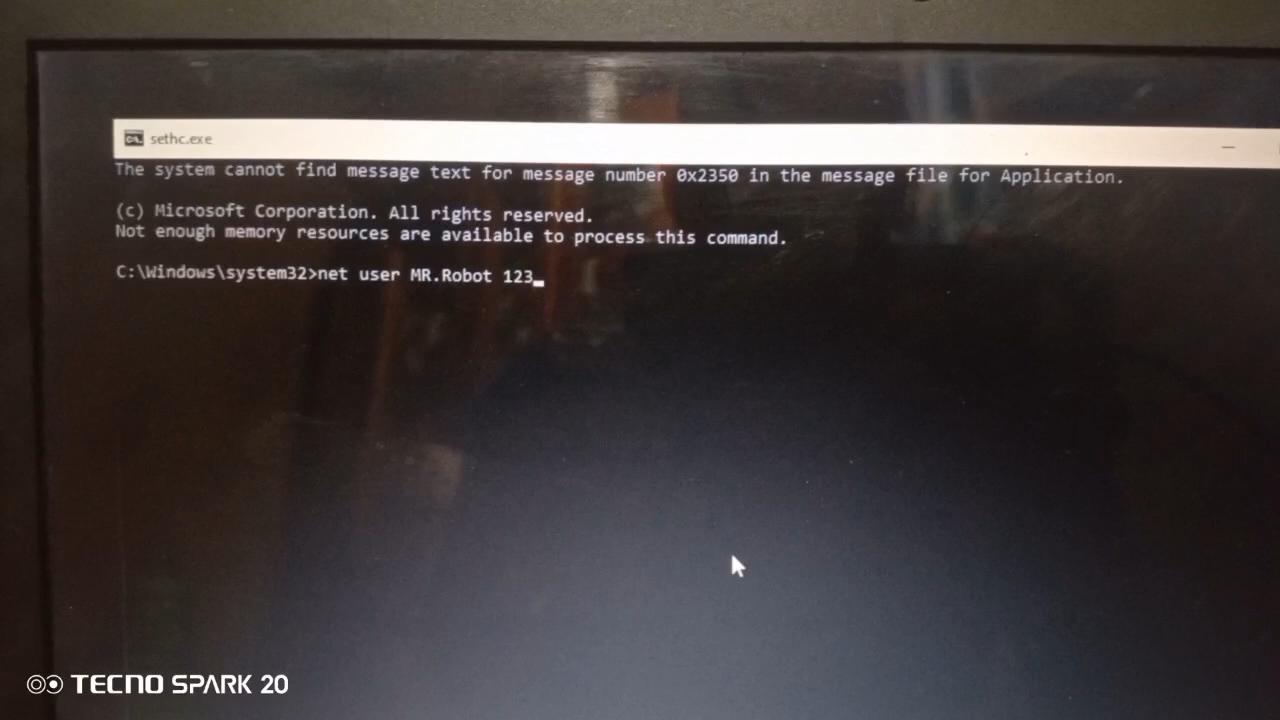 sethc.exe
The system cannot find message text for message number 0x2350 in the message file for Application.
(c) Microsoft Corporation. All rights reserved.
Not enough memory resources are available to process this command.
C:\Windows\system32>net user MR.Robot 123
TECNO SPARK 20